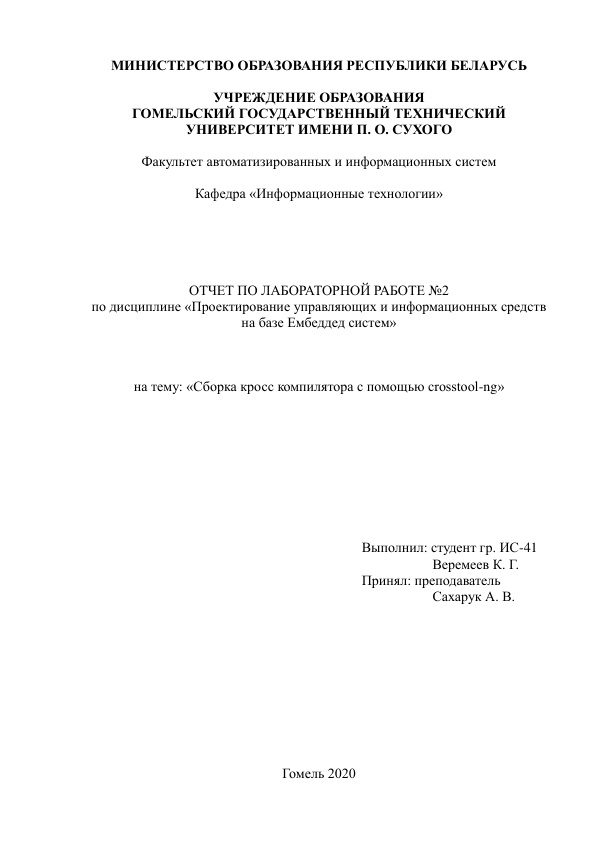 МИНИСТЕРСТВО ОБРАЗОВАНИЯ РЕСПУБЛИКИ БЕЛАРУСЬ
УЧРЕЖДЕНИЕ ОБРАЗОВАНИЯ
ГОМЕЛЬСКИЙ ГОСУДАРСТВЕННЫЙ ТЕХНИЧЕСКИЙ
УНИВЕРСИТЕТ ИМЕНИ П. О. СУХОГО
Факультет автоматизированных и информационных систем
Кафедра «Информационные технологии»
ОТЧЕТ ПО ЛАБОРАТОРНОЙ РАБОТЕ №2
по дисциплине «Проектирование управляющих и информационных средств
на базе Ембеддед систем»
на тему: «Сборка кросс компилятора с помощью crosstool-ng»
Выполнил: студент гр. ИС-41
Веремеев К. Г.
Принял: преподаватель
Сахарук А. В.
Гомель 2020